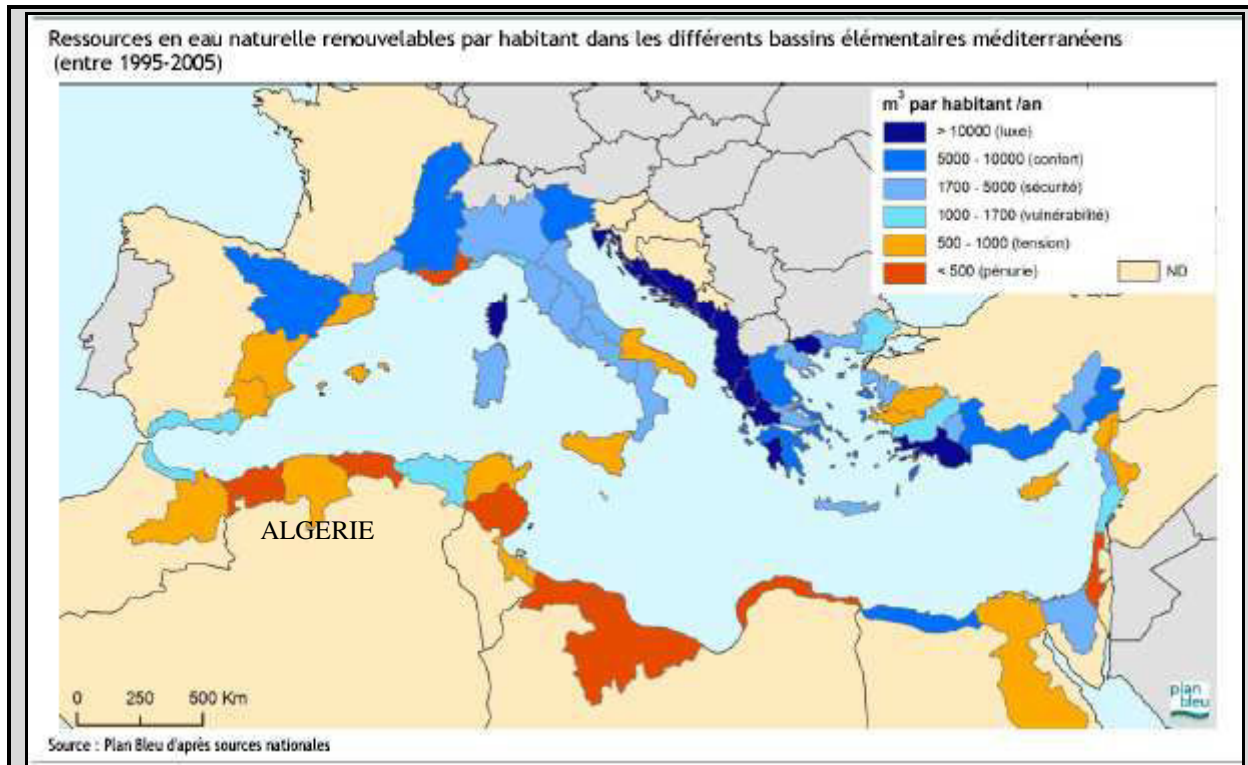 Ressources en eau naturelle renouvelables par habitant dans les différents bassins élémentaires méditerranéens
(entre 1995-2005)
m³ par habitant /an
> 10000 (luxe)
5000 - 10000 (confort)
1700 - 5000 (sécurité)
1000 - 1700 (vulnérabilité)
500 - 1000 (tension)
< 500 (pénurie)
ND
ALGERIE
0 250 500 Km
plan
bleu
Source : Plan Bleu d'après sources nationales